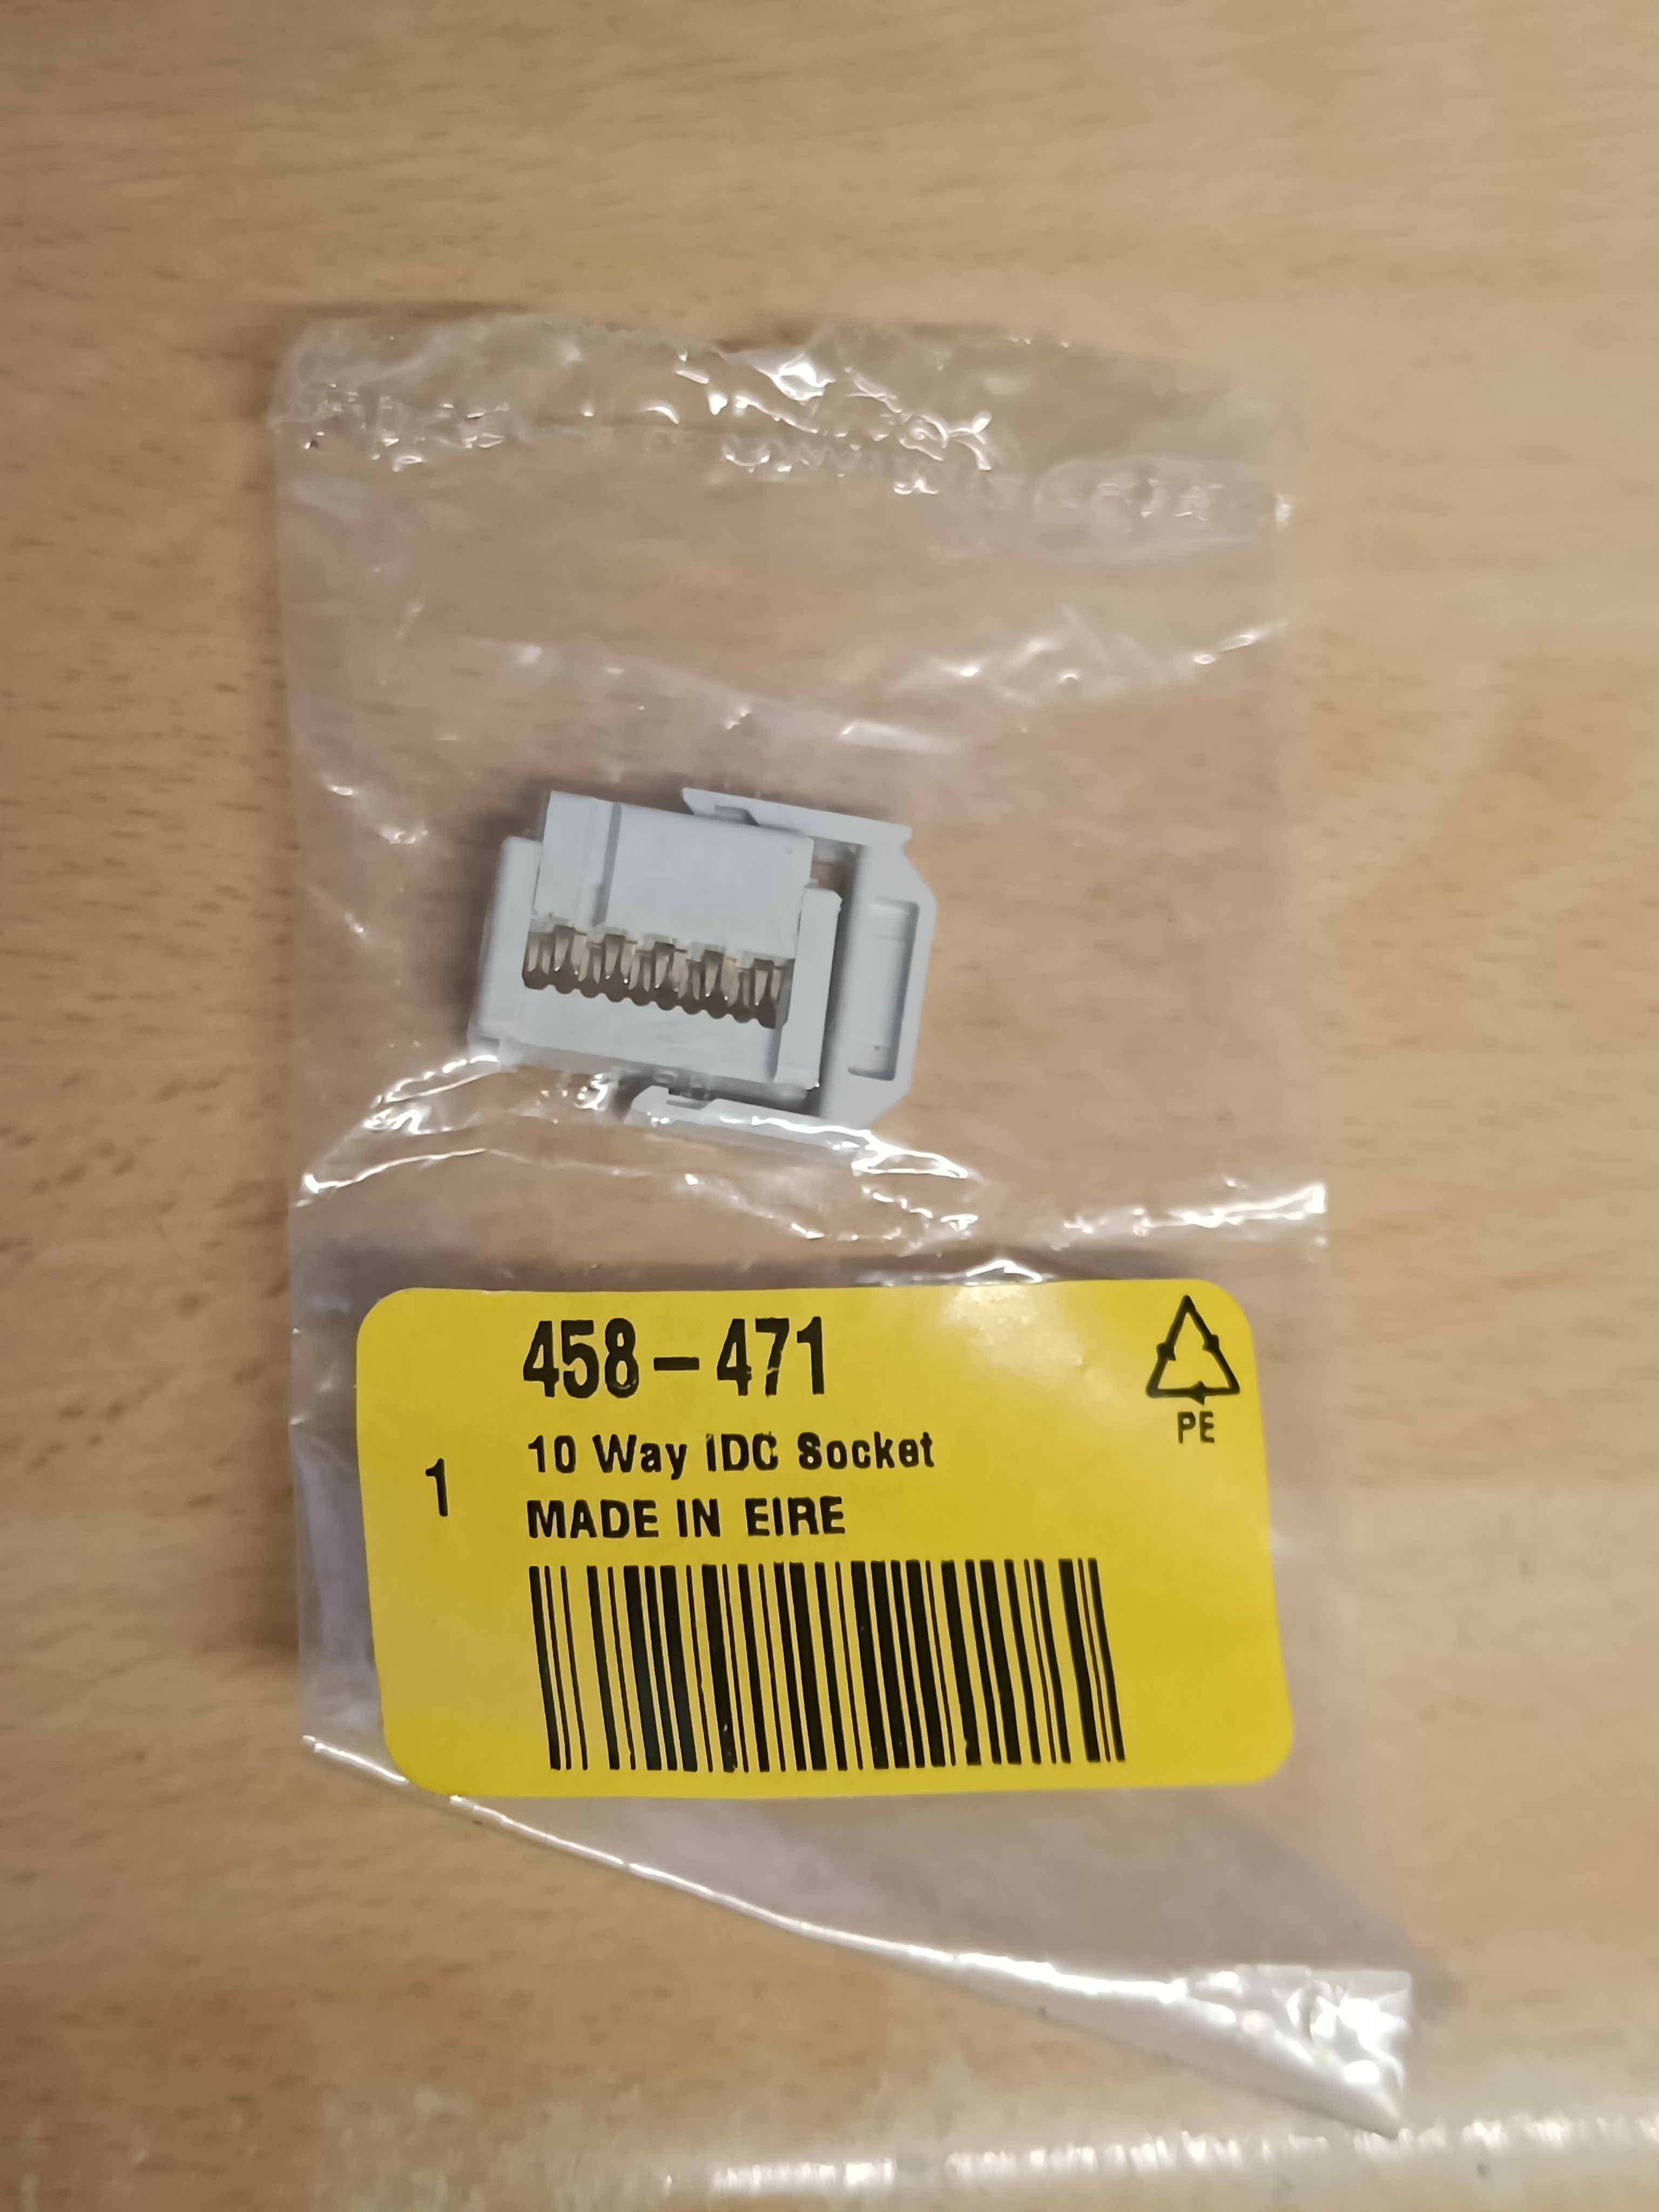 458-471
PE
10 Way IDC Socket
1
MADE IN EIRE